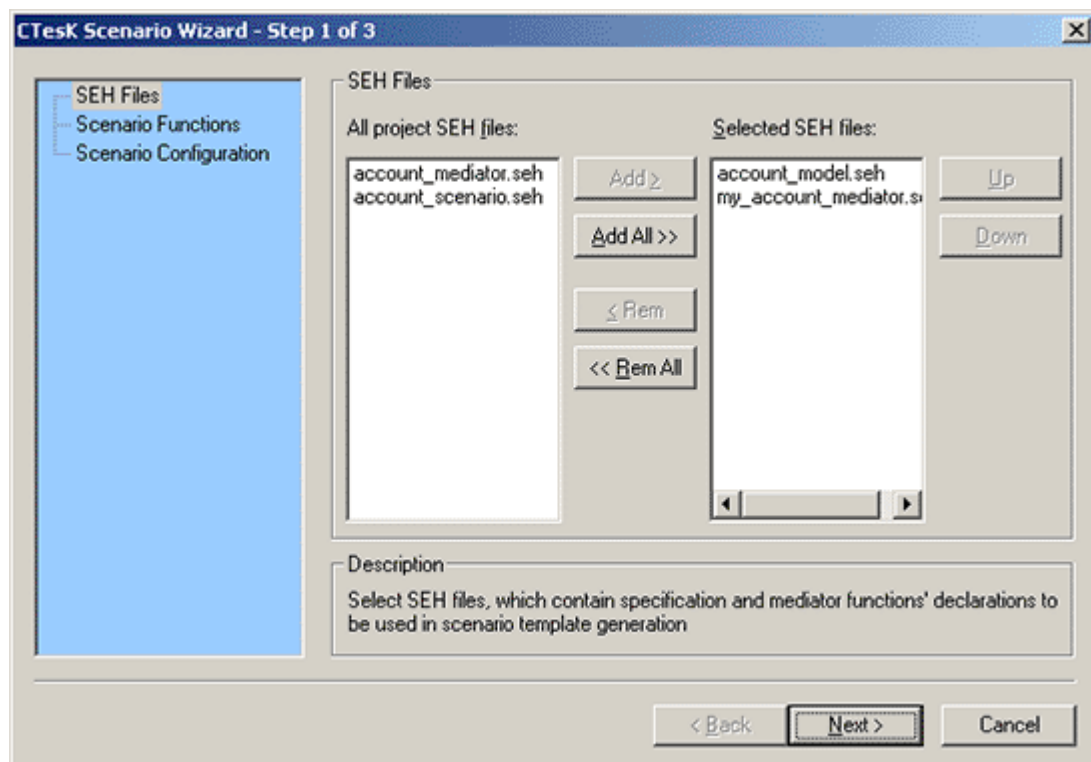 CTesK Scenario Wizard - Step 1 of 3
SEH Files
Scenario Functions
Scenario Configuration
SEH Files
All project SEH files:
account_mediator.seh
account_scenario.seh
Add >
Add All >>
< Rem
<< Rem All
Selected SEH files:
account_model.seh
my_account_mediator.s
Up
Down
Description
Select SEH files, which contain specification and mediator functions' declarations to
be used in scenario template generation
< Back
Next >
Cancel